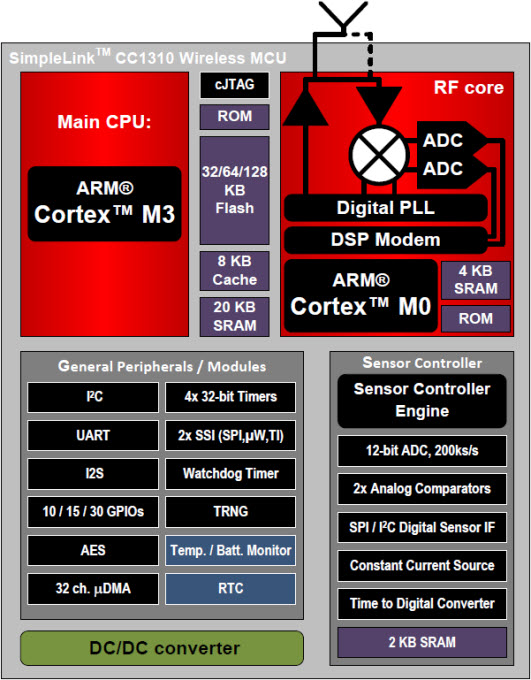 SimpleLink™ CC1310 Wireless MCU
Main CPU:
ARM®
Cortex™ M3
cJTAG
ROM
32/64/128
KB
Flash
8 KB
Cache
20 KB
SRAM
RF core
ADC
ADC
Digital PLL
DSP Modem
ARM®
Cortex™ M0
4 KB
SRAM
ROM
General Peripherals / Modules
I²C
4x 32-bit Timers
UART
2x SSI (SPI,µW,TI)
I2S
Watchdog Timer
10 / 15 / 30 GPIOs
TRNG
AES
Temp. / Batt. Monitor
32 ch. µDMA
RTC
Sensor Controller
Sensor Controller
Engine
12-bit ADC, 200ks/s
2x Analog Comparators
SPI / I²C Digital Sensor IF
Constant Current Source
Time to Digital Converter
2 KB SRAM
DC/DC converter